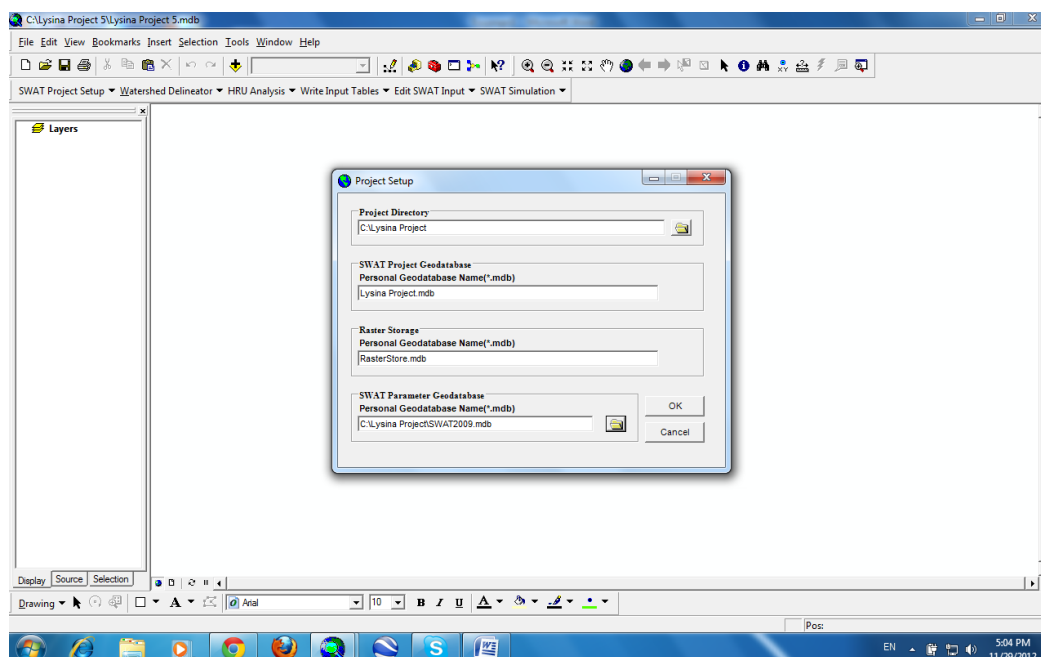 C:\Lysina Project 5\Lysina Project 5.mdb
File Edit View Bookmarks Insert Selection Tools Window Help
SWAT Project Setup Watershed Delineator HRU Analysis Write Input Tables Edit SWAT Input SWAT Simulation
Layers
Project Setup
Project Directory
C:\Lysina Project
SWAT Project Geodatabase
Personal Geodatabase Name(*.mdb)
Lysina Project.mdb
Raster Storage
Personal Geodatabase Name(*.mdb)
RasterStore.mdb
SWAT Parameter Geodatabase
Personal Geodatabase Name(*.mdb)
C:\Lysina Project\SWAT2009.mdb
OK
Cancel
Display Source Selection
Drawing A Arial 10 B I U A
Pos:
EN 5:04 PM